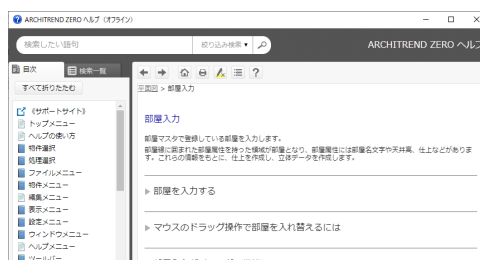 ARCHITREND ZERO ヘルプ (オフライン)
検索したい語句
絞り込み検索 ▼
ARCHITREND ZERO ヘル
目次
検索一覧
すべて折りたたむ
《サポートサイト》
トップメニュー
ヘルプの使い方
物件選択
処理選択
ファイルメニュー
物件メニュー
編集メニュー
表示メニュー
設定メニュー
ウィンドウメニュー
ヘルプメニュー
ツールバー
平面図 > 部屋入力
部屋入力
部屋マスタで登録している部屋を入力します。
部屋線に囲まれた部屋属性を持った領域が部屋となり、部屋属性には部屋名文字や天井高、仕上などがありま
す。これらの情報をもとに、仕上を作成し、立体データを作成します。
部屋を入力する
マウスのドラッグ操作で部屋を入れ替えるには